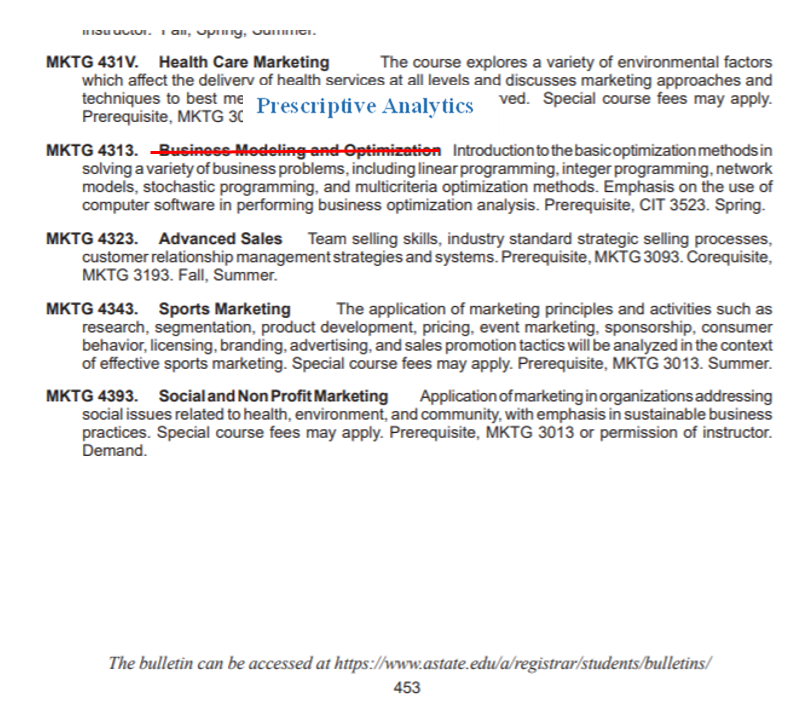 MKTG 431V. Health Care Marketing The course explores a variety of environmental factors
which affect the delivery of health services at all levels and discusses marketing approaches and
techniques to best me Prescriptive Analytics ved. Special course fees may apply.
Prerequisite, MKTG 30
MKTG 4313. Business Modeling and Optimization Introduction to the basic optimization methods in
solving a variety of business problems, including linear programming, integer programming, network
models, stochastic programming, and multicriteria optimization methods. Emphasis on the use of
computer software in performing business optimization analysis. Prerequisite, CIT 3523. Spring.
MKTG 4323. Advanced Sales Team selling skills, industry standard strategic selling processes,
customer relationship management strategies and systems. Prerequisite, MKTG 3093. Corequisite,
MKTG 3193. Fall, Summer.
MKTG 4343. Sports Marketing The application of marketing principles and activities such as
research, segmentation, product development, pricing, event marketing, sponsorship, consumer
behavior, licensing, branding, advertising, and sales promotion tactics will be analyzed in the context
of effective sports marketing. Special course fees may apply. Prerequisite, MKTG 3013. Summer.
MKTG 4393. Social and Non Profit Marketing Application of marketing in organizations addressing
social issues related to health, environment, and community, with emphasis in sustainable business
practices. Special course fees may apply. Prerequisite, MKTG 3013 or permission of instructor.
Demand.
The bulletin can be accessed at https://www.astate.edu/a/registrar/students/bulletins/
453